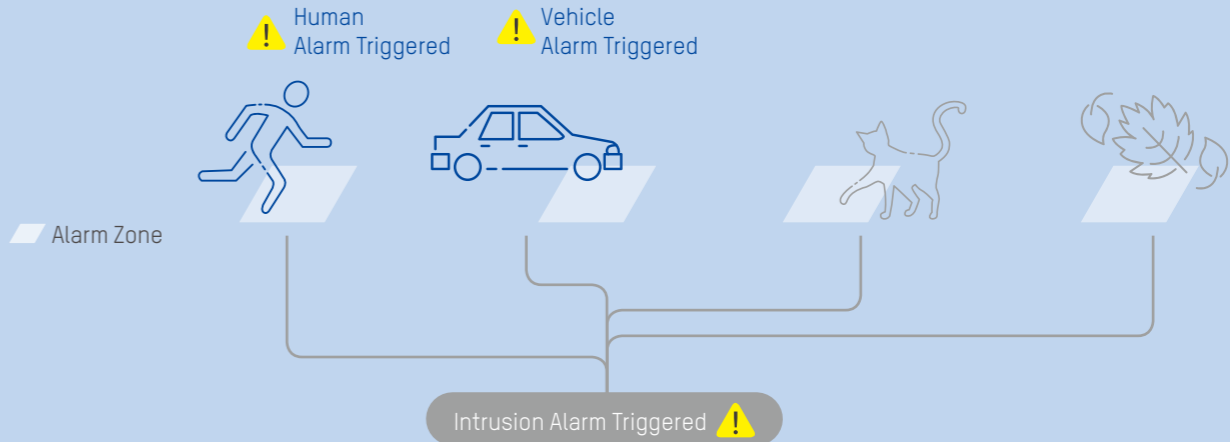 Human
Alarm Triggered
Vehicle
Alarm Triggered
Alarm Zone
Intrusion Alarm Triggered